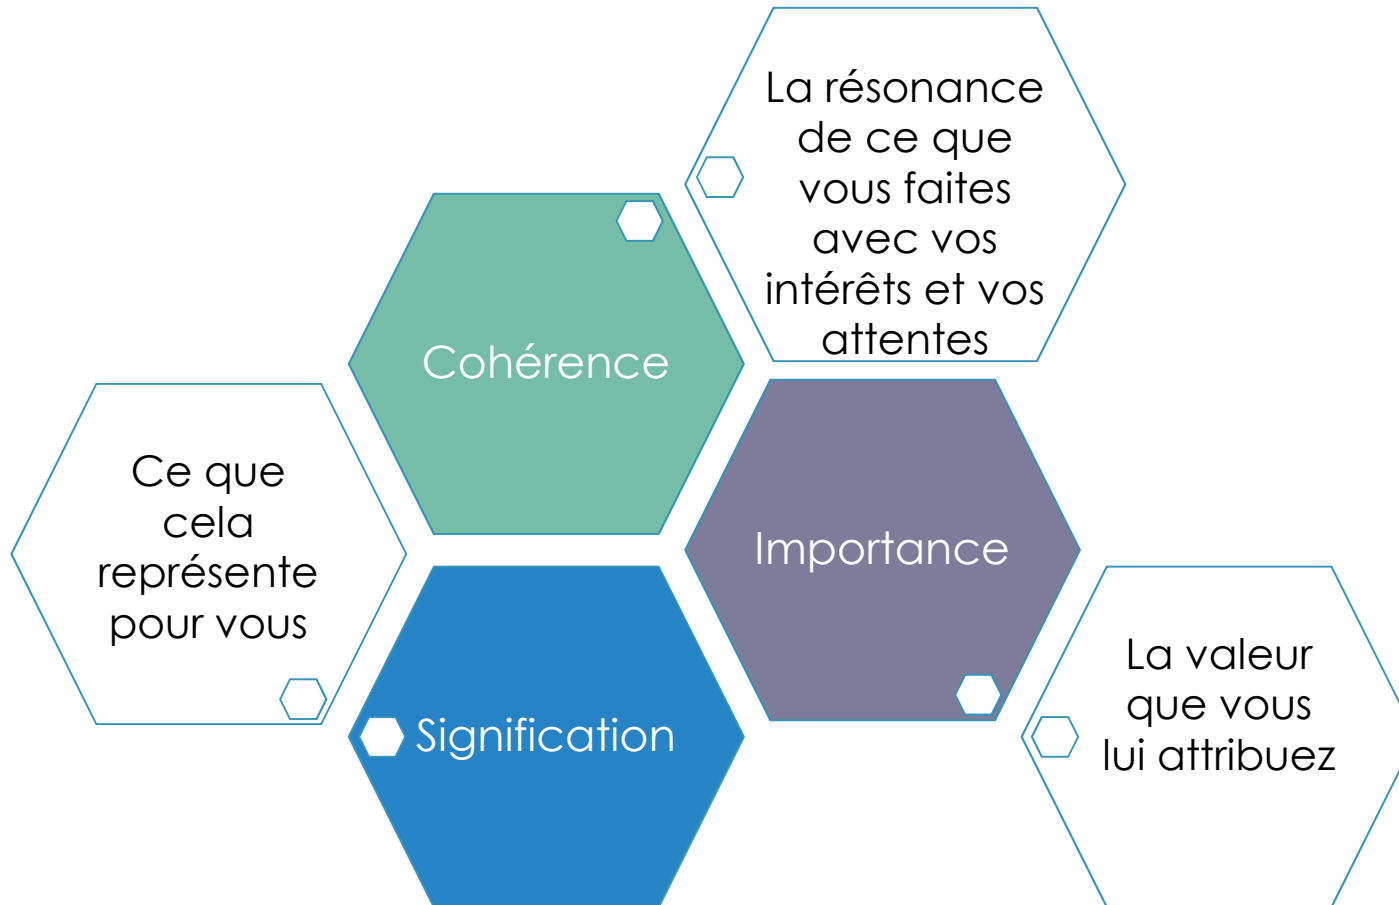 La résonance
de ce que
vous faites
avec vos
intérêts et vos
attentes
Cohérence
Ce que
cela
représente
pour vous
Importance
La valeur
que vous
lui attribuez
Signification